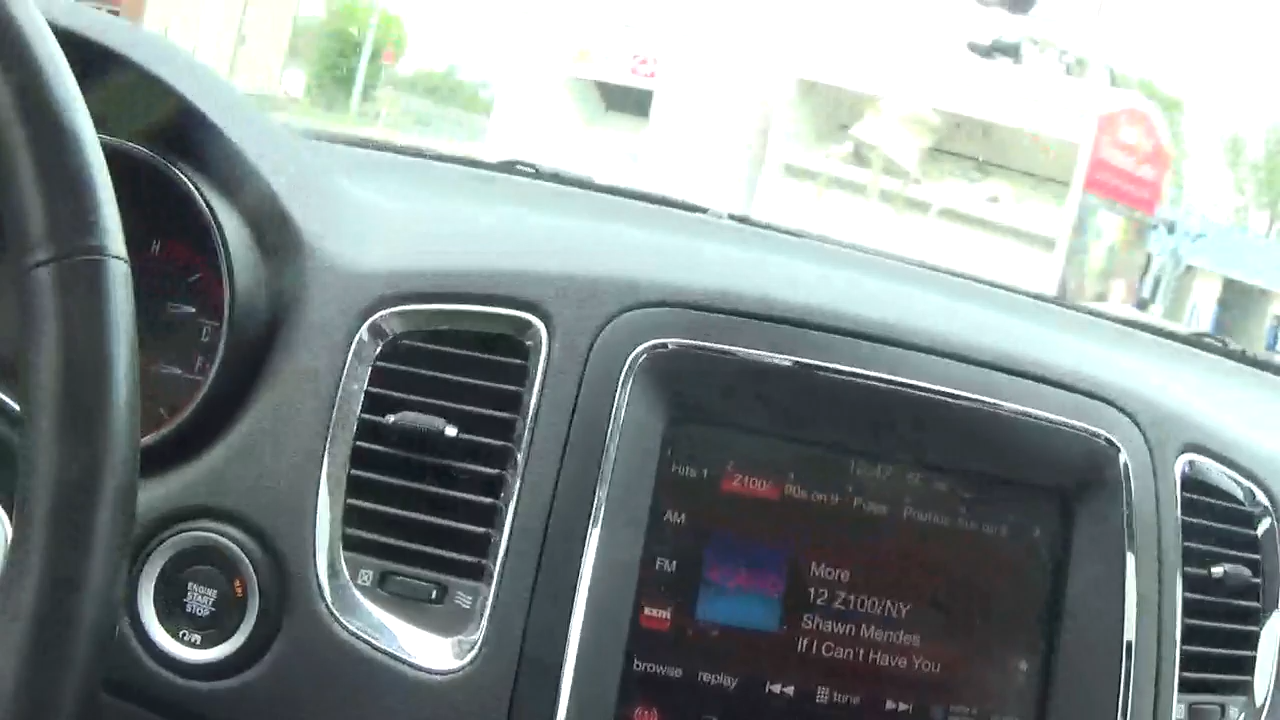 H
E
F
ENGINE
START
STOP
Hits 1 Z100/ 90s on 9
AM
FM
sxm
More
12 Z100/NY
Shawn Mendes
If I Can't Have You
browse replay tune